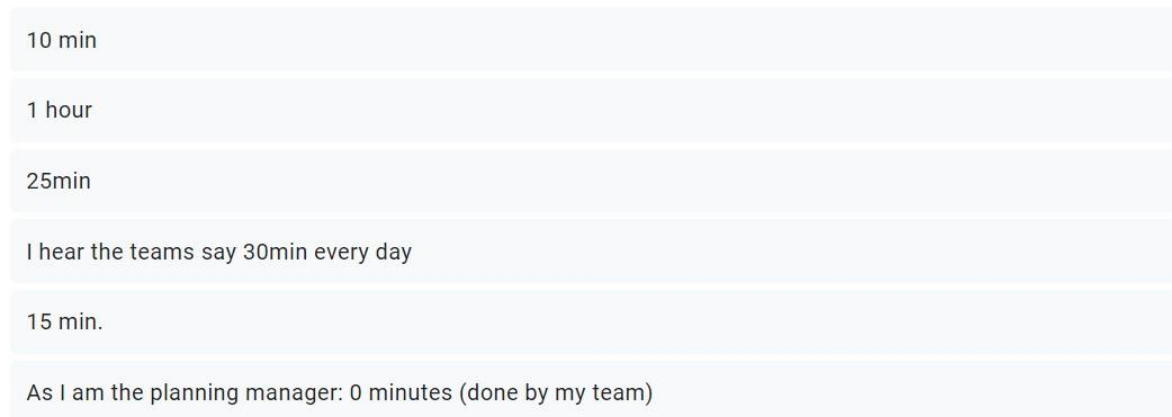 10 min
1 hour
25min
I hear the teams say 30min every day
15 min.
As I am the planning manager: 0 minutes (done by my team)